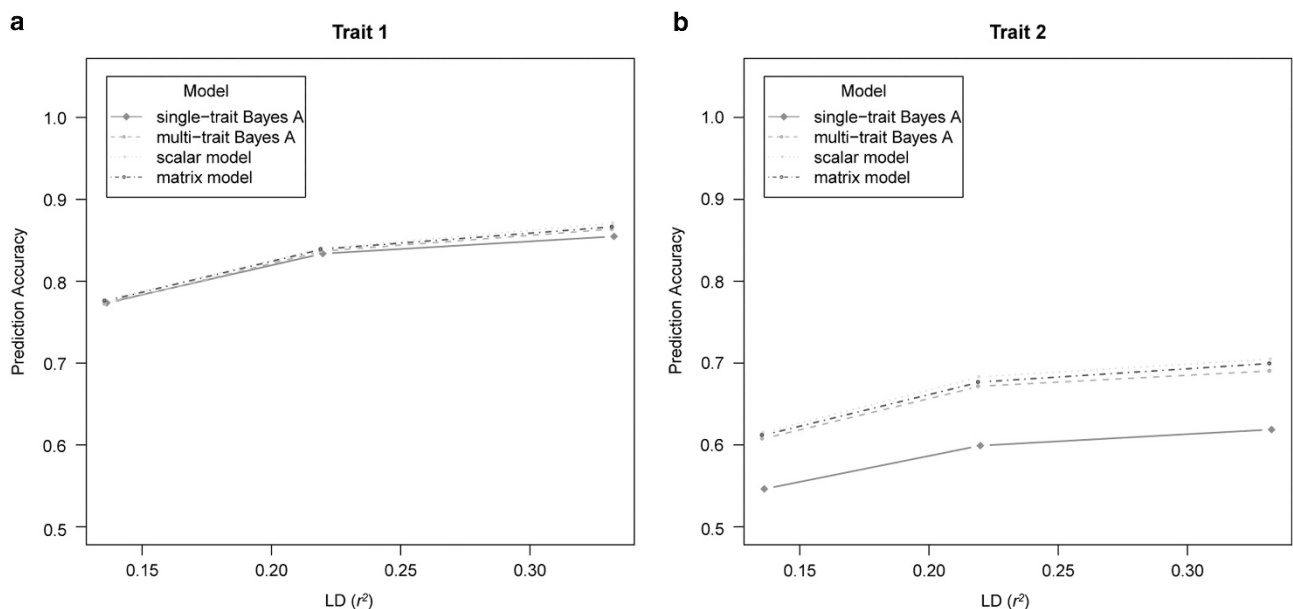 a
Trait 1
Model
single-trait Bayes A
multi-trait Bayes A
scalar model
matrix model
Prediction Accuracy
1.0
0.9
0.8
0.7
0.6
0.5
0.15 0.20 0.25 0.30
LD (r²)
b
Trait 2
Model
single-trait Bayes A
multi-trait Bayes A
scalar model
matrix model
Prediction Accuracy
1.0
0.9
0.8
0.7
0.6
0.5
0.15 0.20 0.25 0.30
LD (r²)